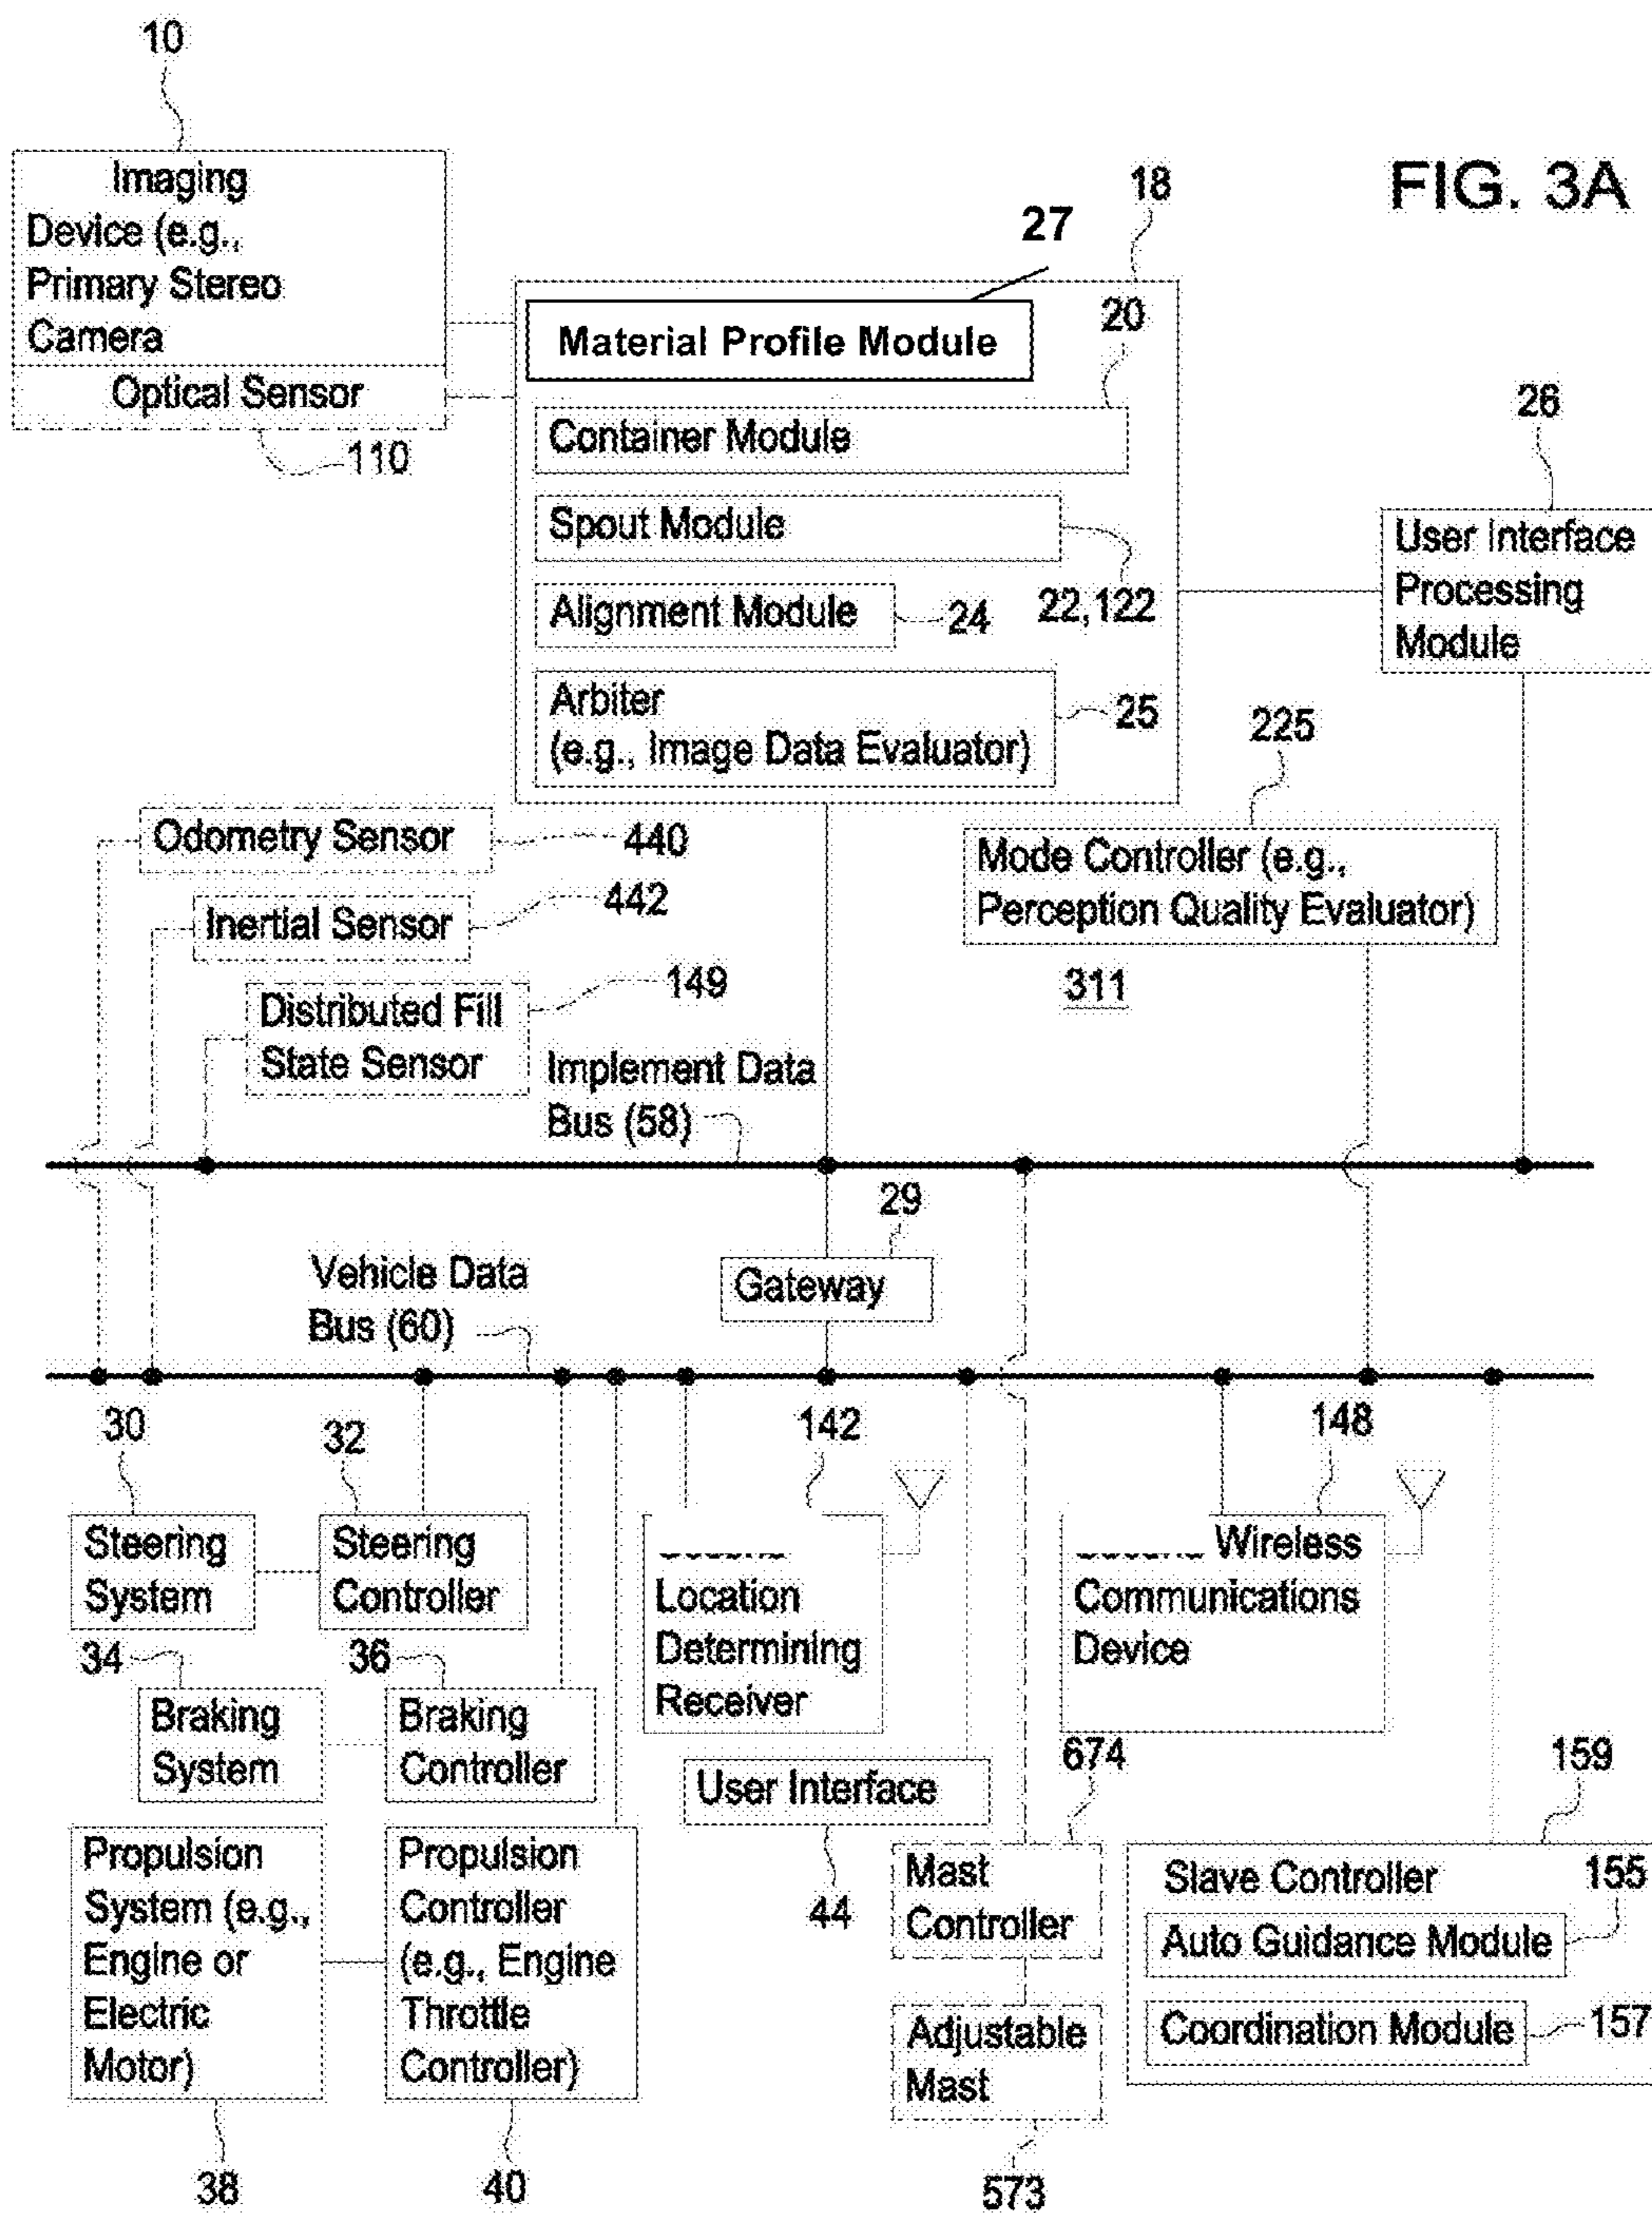 10
FIG. 3A
Imaging
Device (e.g.,
Primary Stereo
Camera
Optical Sensor
110
18
27
Material Profile Module
20
Container Module
Spout Module
22,122
Alignment Module
24
Arbiter
(e.g., Image Data Evaluator)
25
26
User Interface
Processing
Module
225
Mode Controller (e.g.,
Perception Quality Evaluator)
311
Odometry Sensor
440
Inertial Sensor
442
Distributed Fill
State Sensor
149
Implement Data
Bus (58)
29
Gateway
Vehicle Data
Bus (60)
30
Steering
System
32
Steering
Controller
34
Braking
System
36
Braking
Controller
Propulsion
System (e.g.,
Engine or
Electric
Motor)
38
Propulsion
Controller
(e.g., Engine
Throttle
Controller)
40
142
Location
Determining
Receiver
User Interface
44
148
Wireless
Communications
Device
674
Mast
Controller
Adjustable
Mast
573
159
Slave Controller
155
Auto Guidance Module
Coordination Module
157